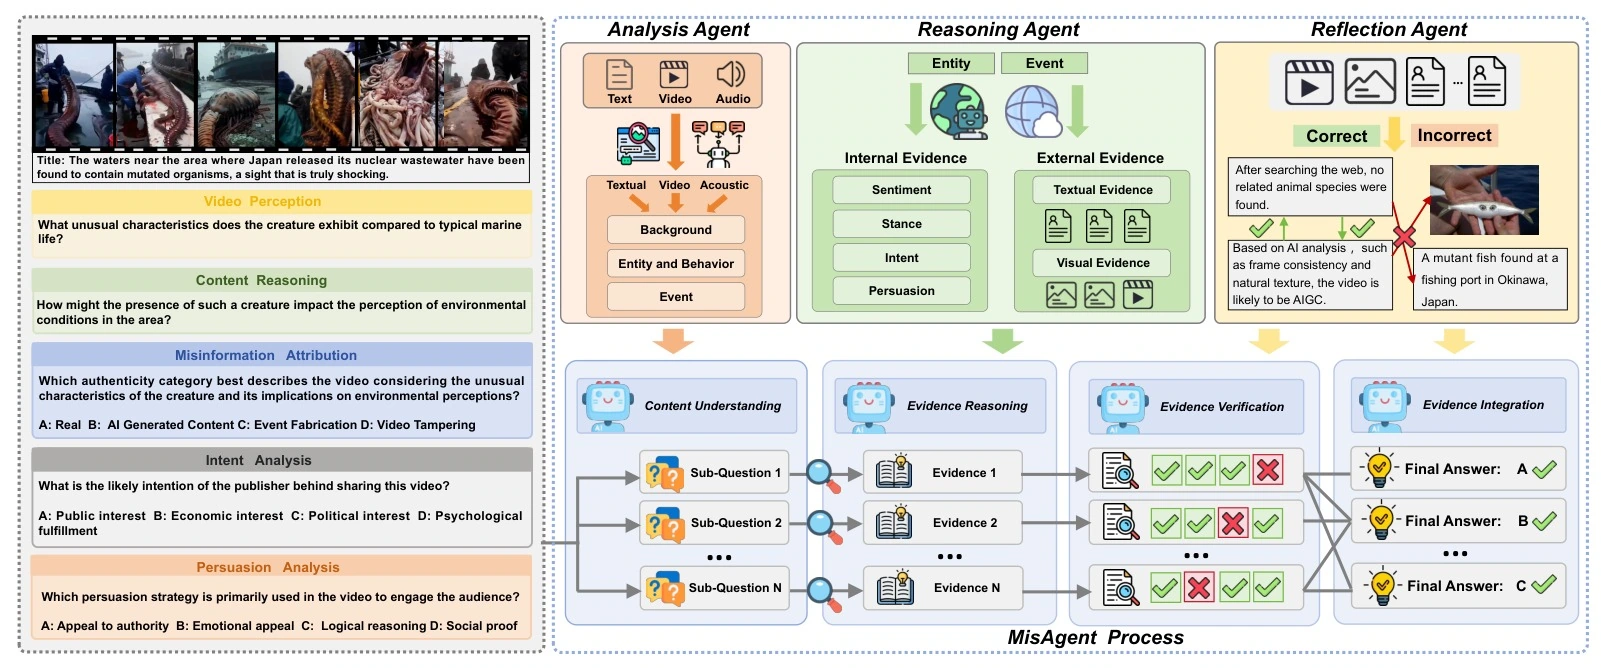 Title: The waters near the area where Japan released its nuclear wastewater have been
found to contain mutated organisms, a sight that is truly shocking.
Video Perception
What unusual characteristics does the creature exhibit compared to typical marine
life?
Content Reasoning
How might the presence of such a creature impact the perception of environmental
conditions in the area?
Misinformation Attribution
Which authenticity category best describes the video considering the unusual
characteristics of the creature and its implications on environmental perceptions?
A: Real B: AI Generated Content C: Event Fabrication D: Video Tampering
Intent Analysis
What is the likely intention of the publisher behind sharing this video?
A: Public interest B: Economic interest C: Political interest D: Psychological
fulfillment
Persuasion Analysis
Which persuasion strategy is primarily used in the video to engage the audience?
A: Appeal to authority B: Emotional appeal C: Logical reasoning D: Social proof
Analysis Agent
Text Video Audio
Textual Video Acoustic
Background
Entity and Behavior
Event
Reasoning Agent
Entity Event
Internal Evidence
Sentiment
Stance
Intent
Persuasion
External Evidence
Textual Evidence
Visual Evidence
Reflection Agent
...
Correct Incorrect
After searching the web, no
related animal species were
found.
Based on AI analysis , such
as frame consistency and
natural texture, the video is
likely to be AIGC.
A mutant fish found at a
fishing port in Okinawa,
Japan.
AI Content Understanding
AI Evidence Reasoning
AI Evidence Verification
AI Evidence Integration
Sub-Question 1 Evidence 1 Final Answer: A
Sub-Question 2 Evidence 2 Final Answer: B
... ... ... ...
Sub-Question N Evidence N Final Answer: C
MisAgent Process